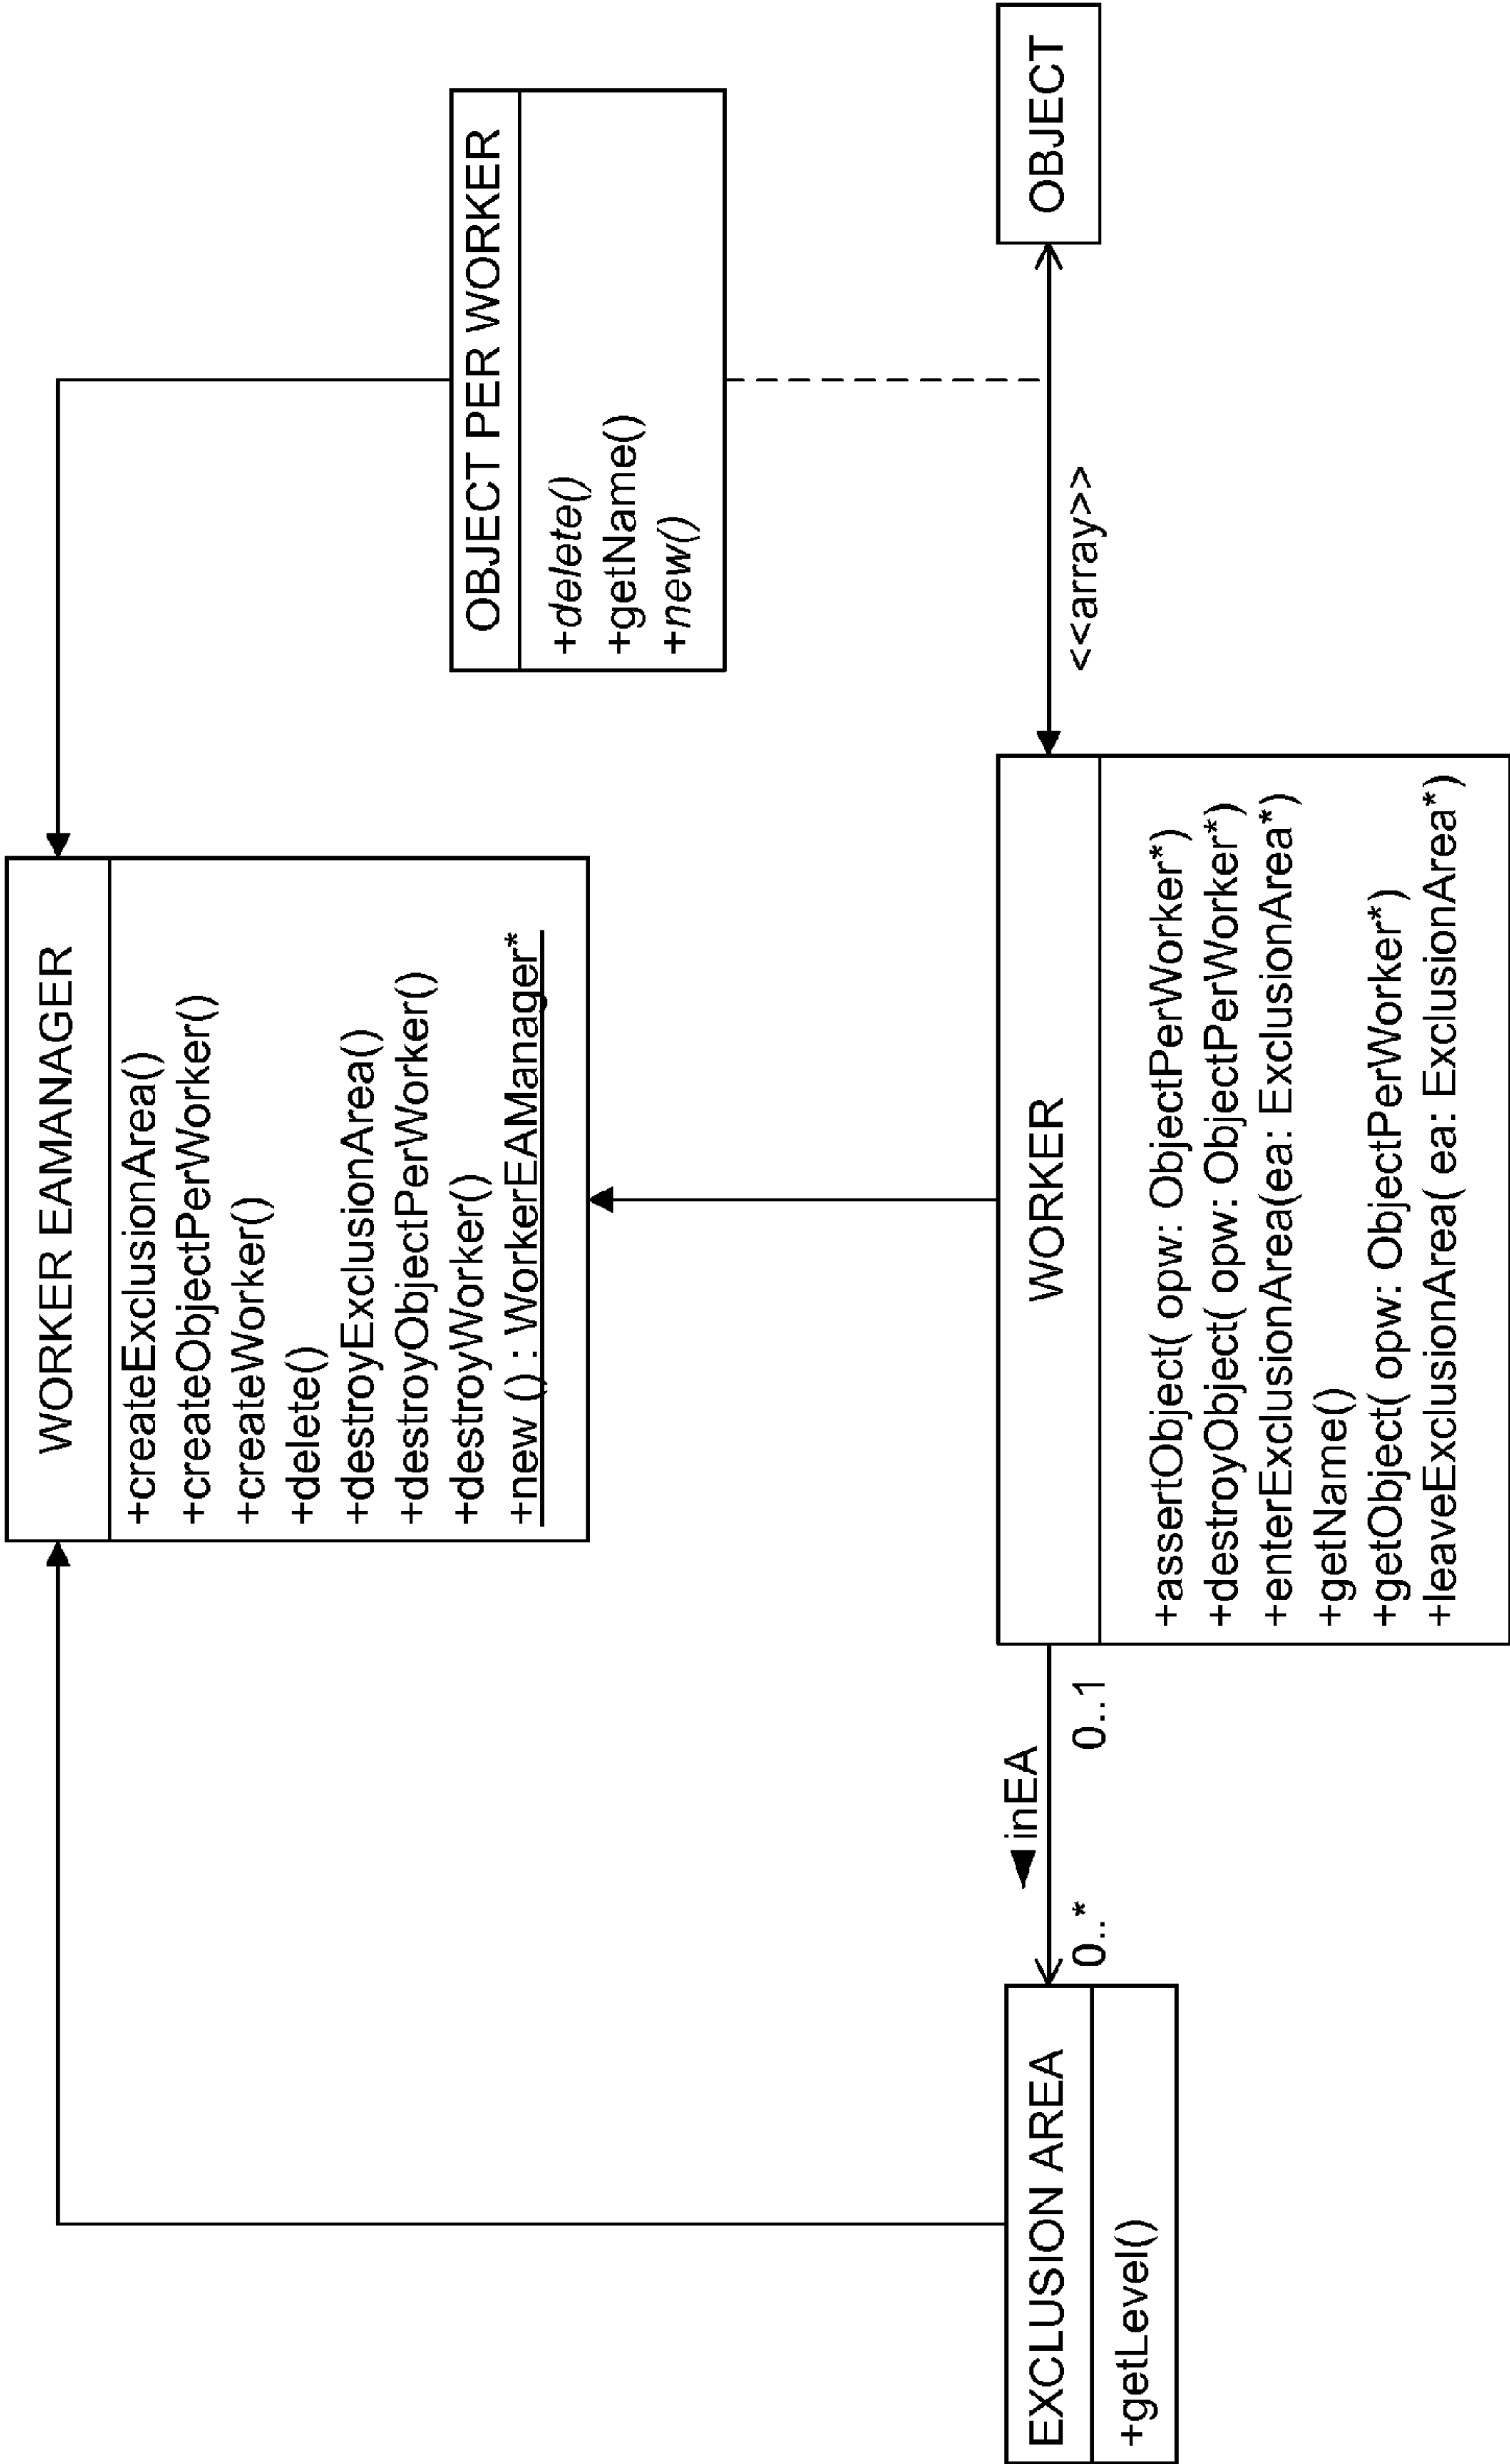 WORKER EAMANAGER
+createExclusionArea()
+createObjectPerWorker()
+createWorker()
+delete()
+destroyExclusionArea()
+destroyObjectPerWorker()
+destroyWorker()
+new () : WorkerEAManager*
OBJECT PER WORKER
+delete()
+getName()
+new()
EXCLUSION AREA
+getLevel()
inEA
0..*
0..1
WORKER
+assertObject( opw: ObjectPerWorker*)
+destroyObject( opw: ObjectPerWorker*)
+enterExclusionArea(ea: ExclusionArea*)
+getName()
+getObject( opw: ObjectPerWorker*)
+leaveExclusionArea( ea: ExclusionArea*)
<<array>>
OBJECT